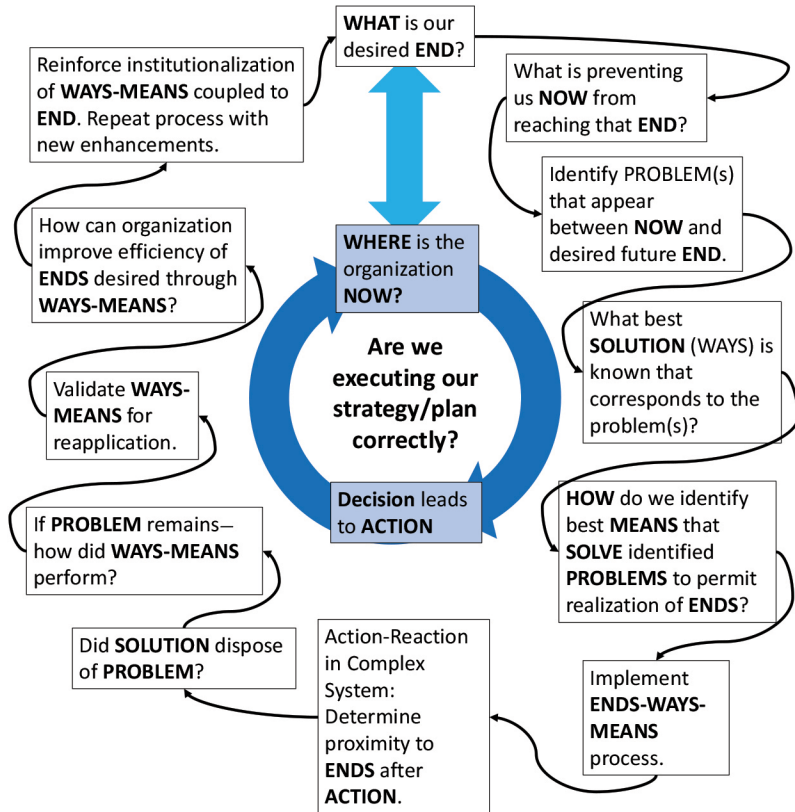 WHAT is our
desired END?
What is preventing
us NOW from
reaching that END?
Identify PROBLEM(s)
that appear
between NOW and
desired future END.
What best
SOLUTION (WAYS) is
known that
corresponds to the
problem(s)?
HOW do we identify
best MEANS that
SOLVE identified
PROBLEMS to permit
realization of ENDS?
Implement
ENDS-WAYS-
MEANS
process.
Action-Reaction
in Complex
System:
Determine
proximity to
ENDS after
ACTION.
Did SOLUTION dispose
of PROBLEM?
If PROBLEM remains—
how did WAYS-MEANS
perform?
Validate WAYS-
MEANS for
reapplication.
How can organization
improve efficiency of
ENDS desired through
WAYS-MEANS?
Reinforce institutionalization
of WAYS-MEANS coupled to
END. Repeat process with
new enhancements.
WHERE is the
organization
NOW?
Are we
executing our
strategy/plan
correctly?
Decision leads
to ACTION